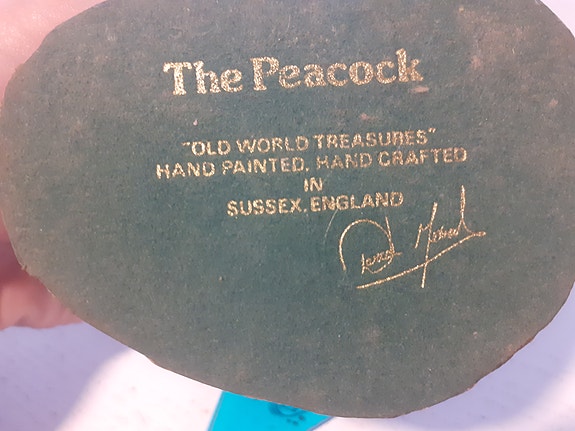 The Peacock
"OLD WORLD TREASURES"
HAND PAINTED, HAND CRAFTED
IN
SUSSEX, ENGLAND